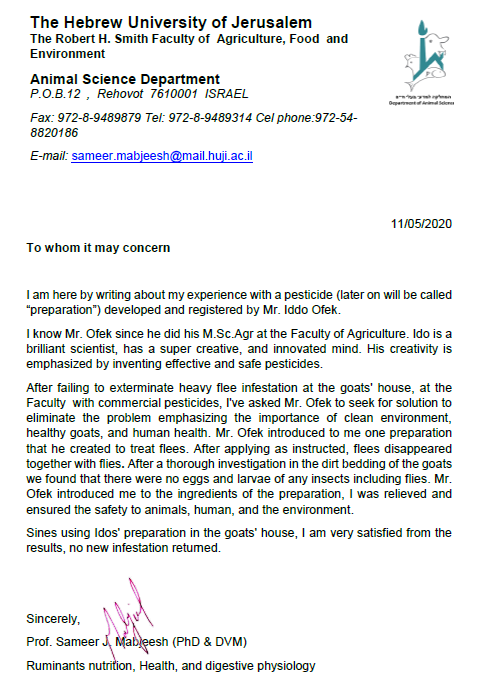 The Hebrew University of Jerusalem
The Robert H. Smith Faculty of Agriculture, Food and
Environment
Animal Science Department
P.O.B.12 , Rehovot 7610001 ISRAEL
Fax: 972-8-9489879 Tel: 972-8-9489314 Cel phone:972-54-
8820186
E-mail: sameer.mabjeesh@mail.huji.ac.il
Department of Animal Science
11/05/2020
To whom it may concern
I am here by writing about my experience with a pesticide (later on will be called
“preparation”) developed and registered by Mr. Iddo Ofek.
I know Mr. Ofek since he did his M.Sc.Agr at the Faculty of Agriculture. Ido is a
brilliant scientist, has a super creative, and innovated mind. His creativity is
emphasized by inventing effective and safe pesticides.
After failing to exterminate heavy flee infestation at the goats' house, at the
Faculty with commercial pesticides, I've asked Mr. Ofek to seek for solution to
eliminate the problem emphasizing the importance of clean environment,
healthy goats, and human health. Mr. Ofek introduced to me one preparation
that he created to treat flees. After applying as instructed, flees disappeared
together with flies. After a thorough investigation in the dirt bedding of the goats
we found that there were no eggs and larvae of any insects including flies. Mr.
Ofek introduced me to the ingredients of the preparation, I was relieved and
ensured the safety to animals, human, and the environment.
Sines using Idos' preparation in the goats' house, I am very satisfied from the
results, no new infestation returned.
Sincerely,
Prof. Sameer J. Mabjeesh (PhD & DVM)
Ruminants nutrition, Health, and digestive physiology